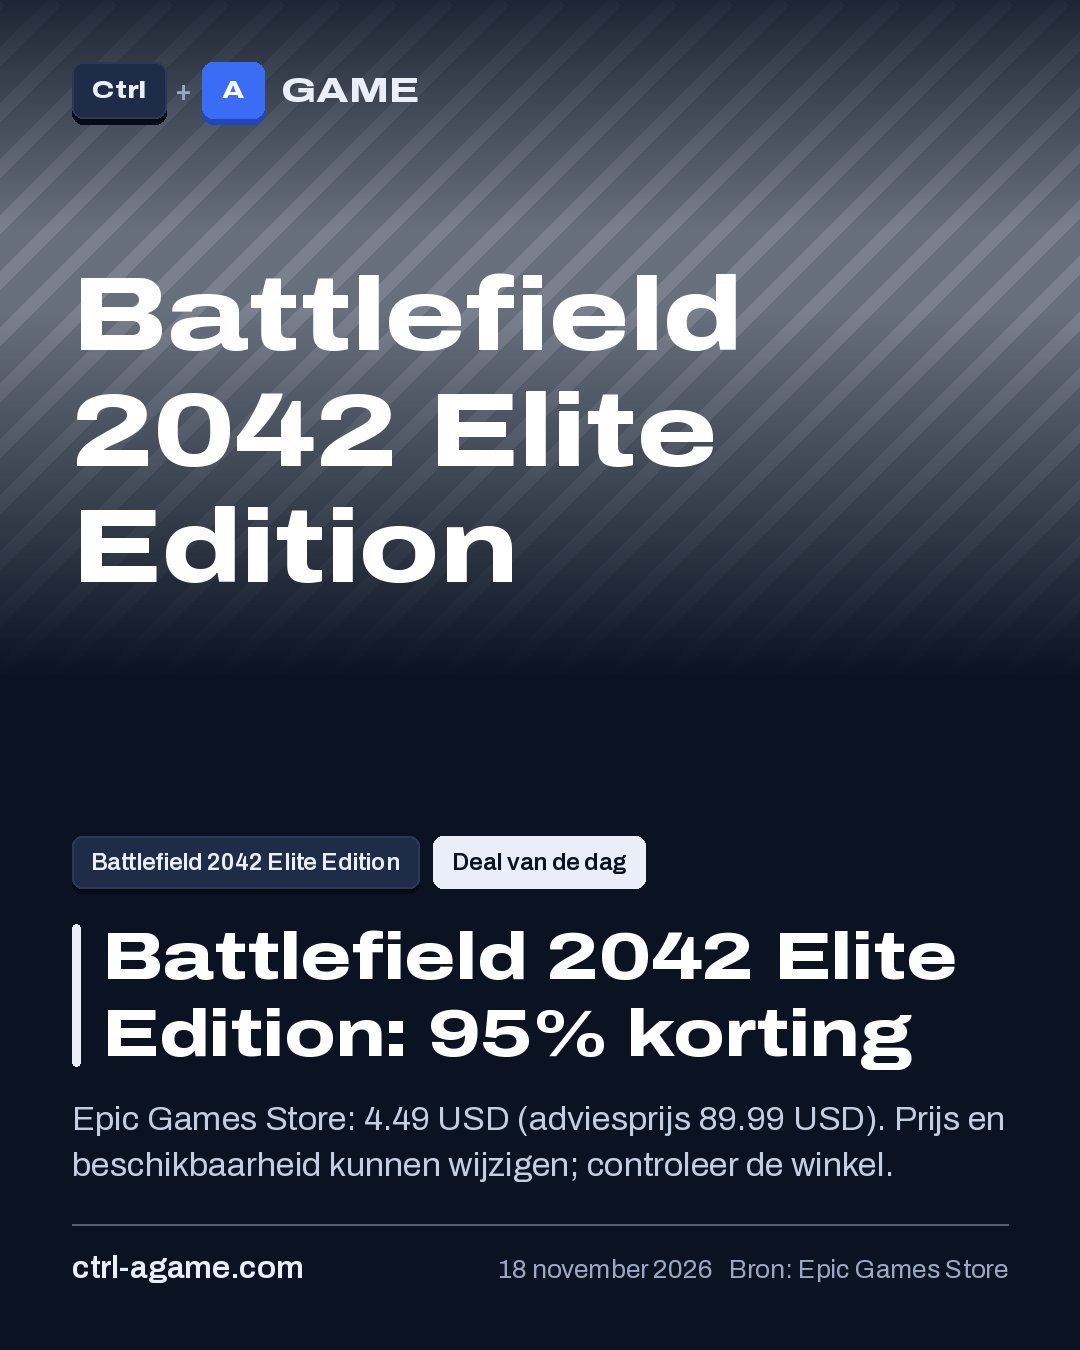 Ctrl + A GAME
Battlefield
2042 Elite
Edition
Battlefield 2042 Elite Edition
Deal van de dag
Battlefield 2042 Elite
Edition: 95% korting
Epic Games Store: 4.49 USD (adviesprijs 89.99 USD). Prijs en
beschikbaarheid kunnen wijzigen; controleer de winkel.
ctrl-agame.com
18 november 2026 Bron: Epic Games Store